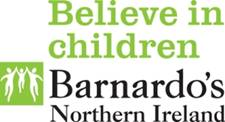 Believe in
children
Barnardo's
Northern Ireland